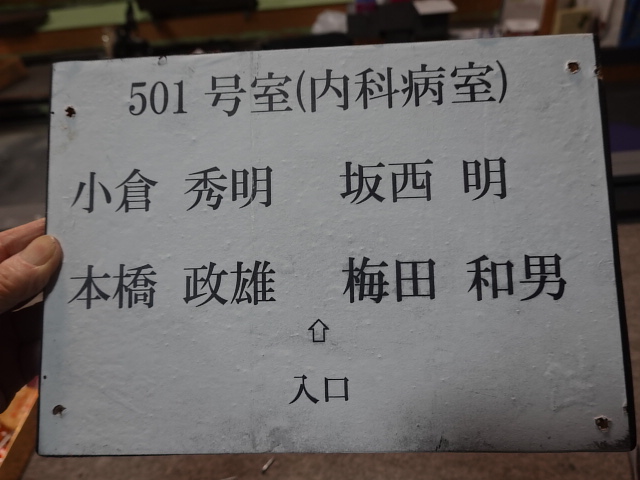 501 号室(内科病室)
小倉 秀明 坂西 明
本橋 政雄 梅田 和男
⇧
入口